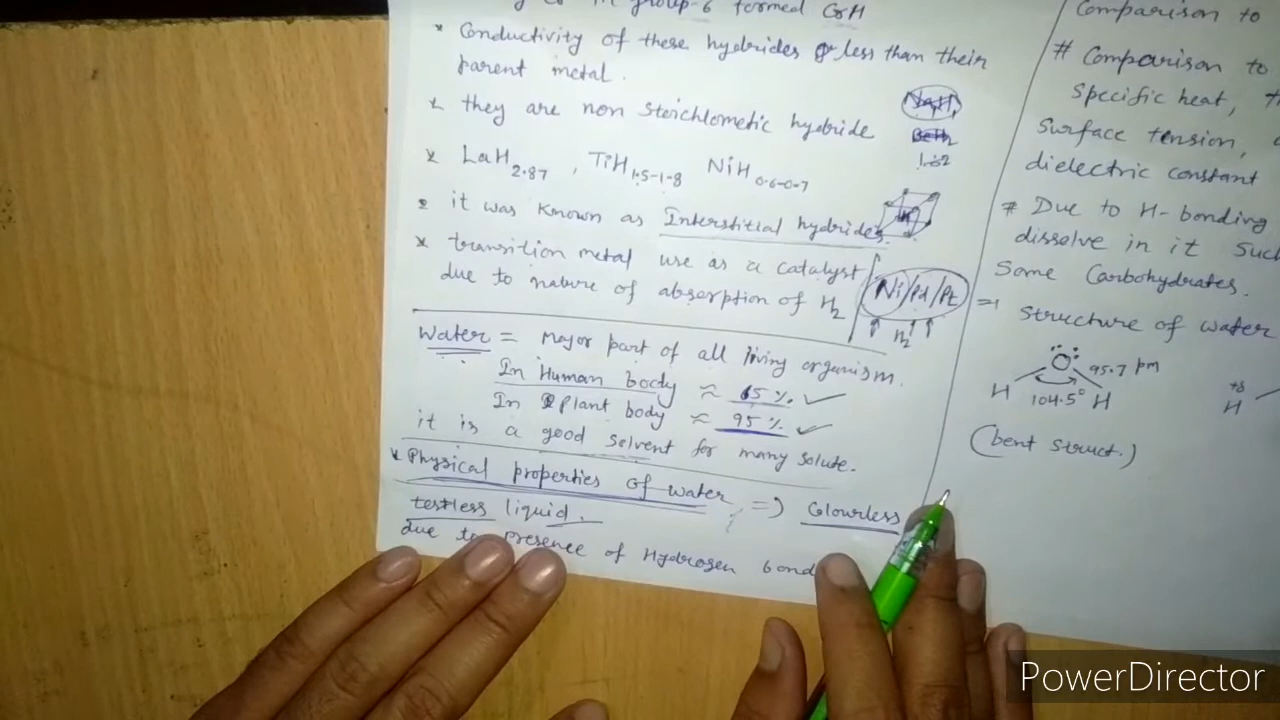 in group-6 formed CrH
* Conductivity of these hybrides less than their
parent metal.
* they are non stoichlometic hybride
* LaH2.87 , TiH1.5-1-8 NiH0.6-0-7
it was known as Interstitial hybrides.
* transition metal use as a catalyst
due to nature of absorption of H2
Ni/Pd/Pt
H2
Water = Major part of all living organism.
In Human body ≈ 65 %.
In Plant body ≈ 95 %
it is a good solvent for many solute.
* Physical properties of water => Colourless
testless liquid.
due to presence of Hydrogen bond
Comparison to
# Comparison to
specific heat,
surface tension,
dielectric constant
# Due to H-bonding
dissolve in it such
Some Carbohydrates.
=> structure of water
O 95.7 pm
H 104.5° H
(bent struct.)
+δ
H
PowerDirector